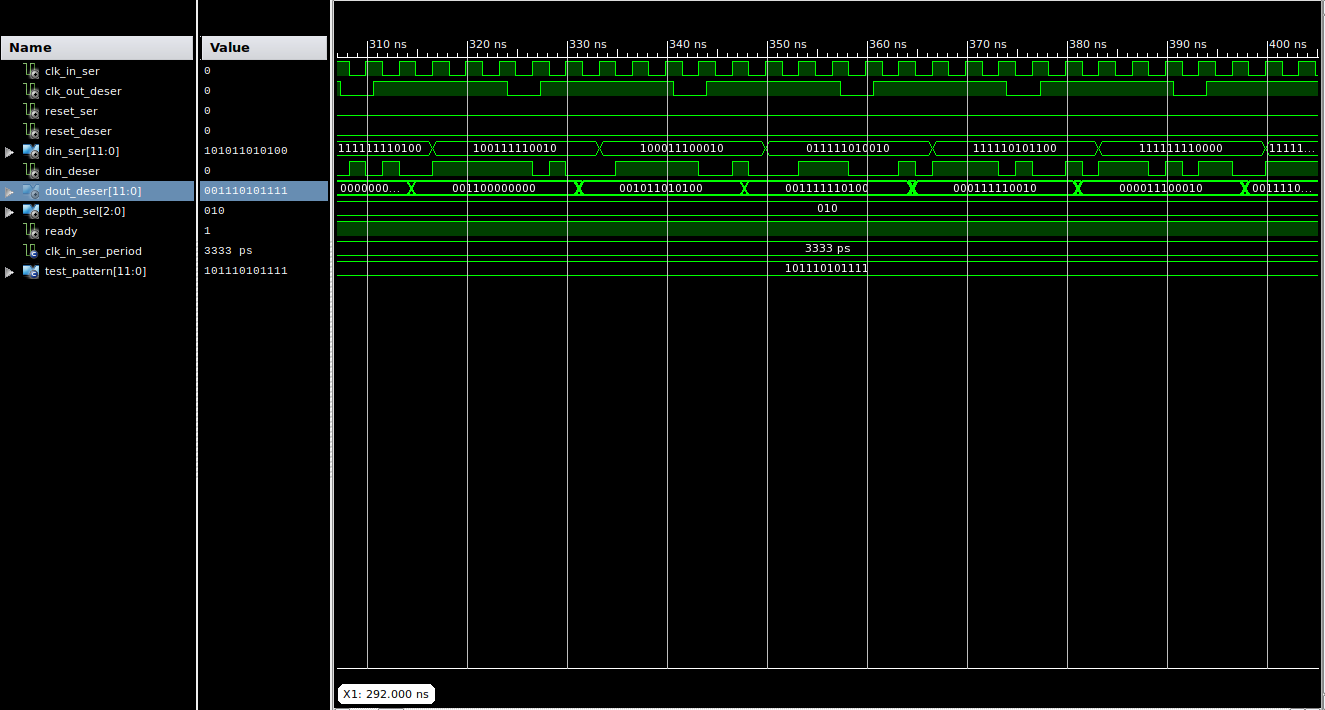 Name Value 310 ns 320 ns 330 ns 340 ns 350 ns 360 ns 370 ns 380 ns 390 ns 400 ns
clk_in_ser 0
clk_out_deser 0
reset_ser 0
reset_deser 0
din_ser[11:0] 101011010100 111111110100 100111110010 100011100010 011111010010 111110101100 111111110000 11111...
din_deser 0
dout_deser[11:0] 001110101111 0000000... 001100000000 001011010100 001111110100 000111110010 000011100010 0011110...
depth_sel[2:0] 010 010
ready 1
clk_in_ser_period 3333 ps 3333 ps
test_pattern[11:0] 101110101111 101110101111
X1: 292.000 ns